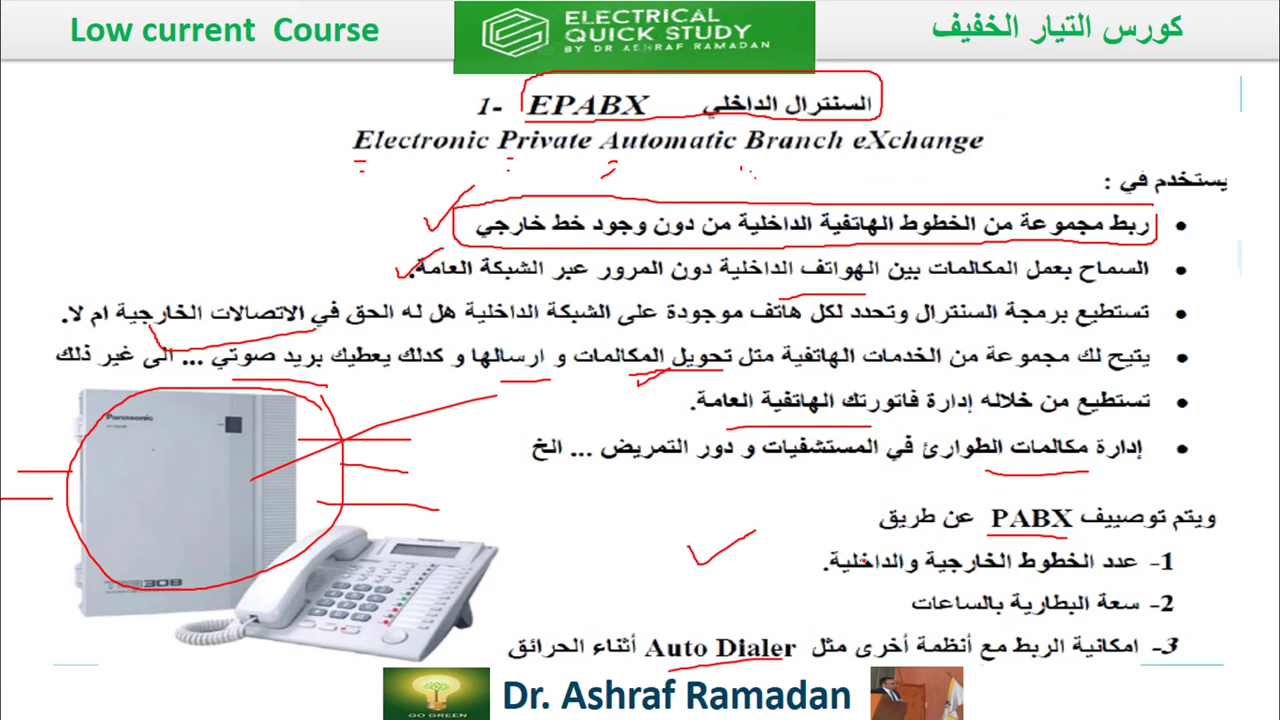 Low current Course
ELECTRICAL
QUICK STUDY
BY DR ASHRAF RAMADAN
كورس التيار الخفيف
1- EPABX السنترال الداخلي
Electronic Private Automatic Branch eXchange
يستخدم في :
• ربط مجموعة من الخطوط الهاتفية الداخلية من دون وجود خط خارجي
• السماح بعمل المكالمات بين الهواتف الداخلية دون المرور عبر الشبكة العامة.
• تستطيع برمجة السنترال وتحدد لكل هاتف موجودة على الشبكة الداخلية هل له الحق في الاتصالات الخارجية ام لا.
• يتيح لك مجموعة من الخدمات الهاتفية مثل تحويل المكالمات و ارسالها و كدلك يعطيك بريد صوتي ... الى غير ذلك
• تستطيع من خلاله إدارة فاتورتك الهاتفية العامة.
• إدارة مكالمات الطوارئ في المستشفيات و دور التمريض ... الخ
Panasonic
308
ويتم توصييف PABX عن طريق
1- عدد الخطوط الخارجية والداخلية.
2- سعة البطارية بالساعات
3- امكانية الربط مع أنظمة أخرى مثل Auto Dialer أثناء الحرائق
GO GREEN
Dr. Ashraf Ramadan